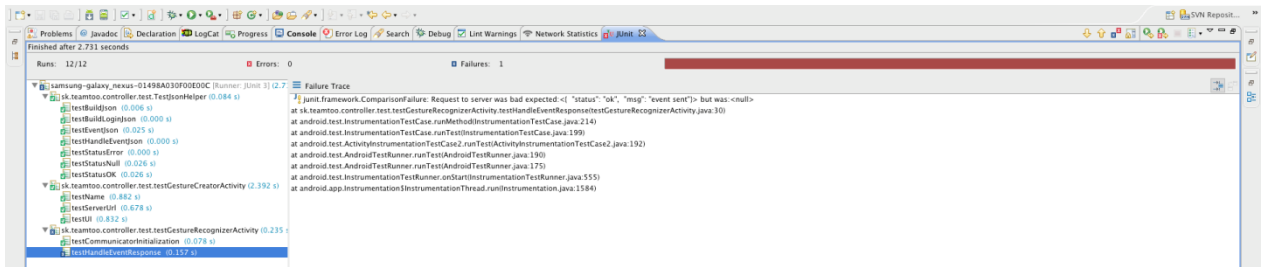 SVN Reposit...
Problems Javadoc Declaration LogCat Progress Console Error Log Search Debug Lint Warnings Network Statistics JUnit
Finished after 2.731 seconds
Runs: 12/12 Errors: 0 Failures: 1
samsung-galaxy_nexus-01498A030F00E00C [Runner: JUnit 3] (2.7
sk.teamtoo.controller.test.TestJsonHelper (0.084 s)
testBuildJson (0.006 s)
testBuildLoginJson (0.000 s)
testEventJson (0.025 s)
testHandleEventJson (0.000 s)
testStatusError (0.000 s)
testStatusNull (0.026 s)
testStatusOK (0.026 s)
sk.teamtoo.controller.test.testGestureCreatorActivity (2.392 s)
testName (0.882 s)
testServerUrl (0.678 s)
testUI (0.832 s)
sk.teamtoo.controller.test.testGestureRecognizerActivity (0.235 s
testCommunicatorInitialization (0.078 s)
testHandleEventResponse (0.157 s)
Failure Trace
junit.framework.ComparisonFailure: Request to server was bad expected:<{ "status": "ok", "msg": "event sent"}> but was:<null>
at sk.teamtoo.controller.test.testGestureRecognizerActivity.testHandleEventResponse(testGestureRecognizerActivity.java:30)
at android.test.InstrumentationTestCase.runMethod(InstrumentationTestCase.java:214)
at android.test.InstrumentationTestCase.runTest(InstrumentationTestCase.java:199)
at android.test.ActivityInstrumentationTestCase2.runTest(ActivityInstrumentationTestCase2.java:192)
at android.test.AndroidTestRunner.runTest(AndroidTestRunner.java:190)
at android.test.AndroidTestRunner.runTest(AndroidTestRunner.java:175)
at android.test.InstrumentationTestRunner.onStart(InstrumentationTestRunner.java:555)
at android.app.Instrumentation$InstrumentationThread.run(Instrumentation.java:1584)